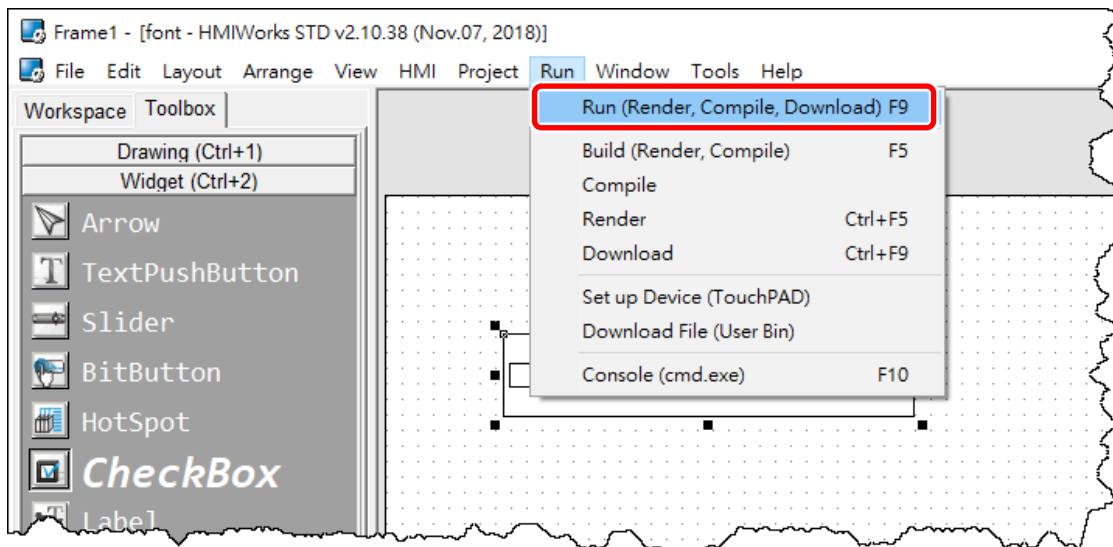 Frame1 - [font - HMIWorks STD v2.10.38 (Nov.07, 2018)]
File Edit Layout Arrange View HMI Project Run Window Tools Help
Workspace Toolbox
Drawing (Ctrl+1)
Widget (Ctrl+2)
Arrow
TextPushButton
Slider
BitButton
HotSpot
CheckBox
Label
Run (Render, Compile, Download) F9
Build (Render, Compile) F5
Compile
Render Ctrl+F5
Download Ctrl+F9
Set up Device (TouchPAD)
Download File (User Bin)
Console (cmd.exe) F10